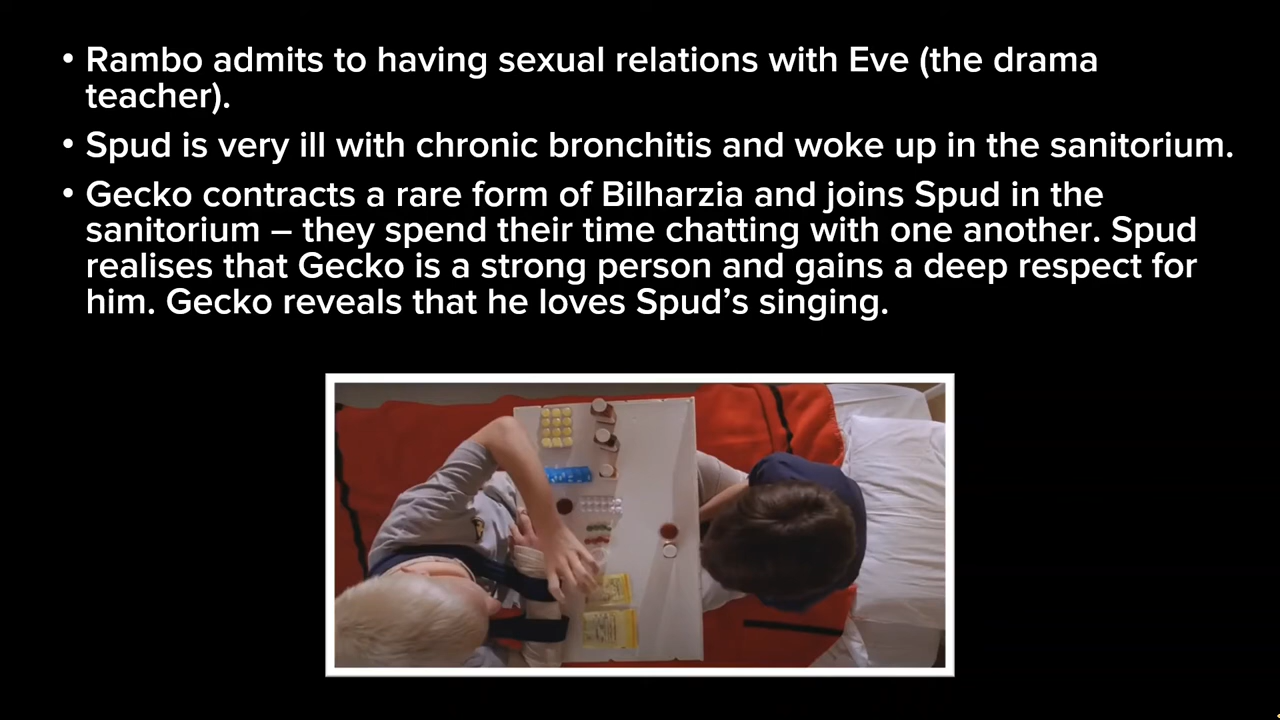 • Rambo admits to having sexual relations with Eve (the drama
teacher).
• Spud is very ill with chronic bronchitis and woke up in the sanitorium.
• Gecko contracts a rare form of Bilharzia and joins Spud in the
sanitorium – they spend their time chatting with one another. Spud
realises that Gecko is a strong person and gains a deep respect for
him. Gecko reveals that he loves Spud’s singing.